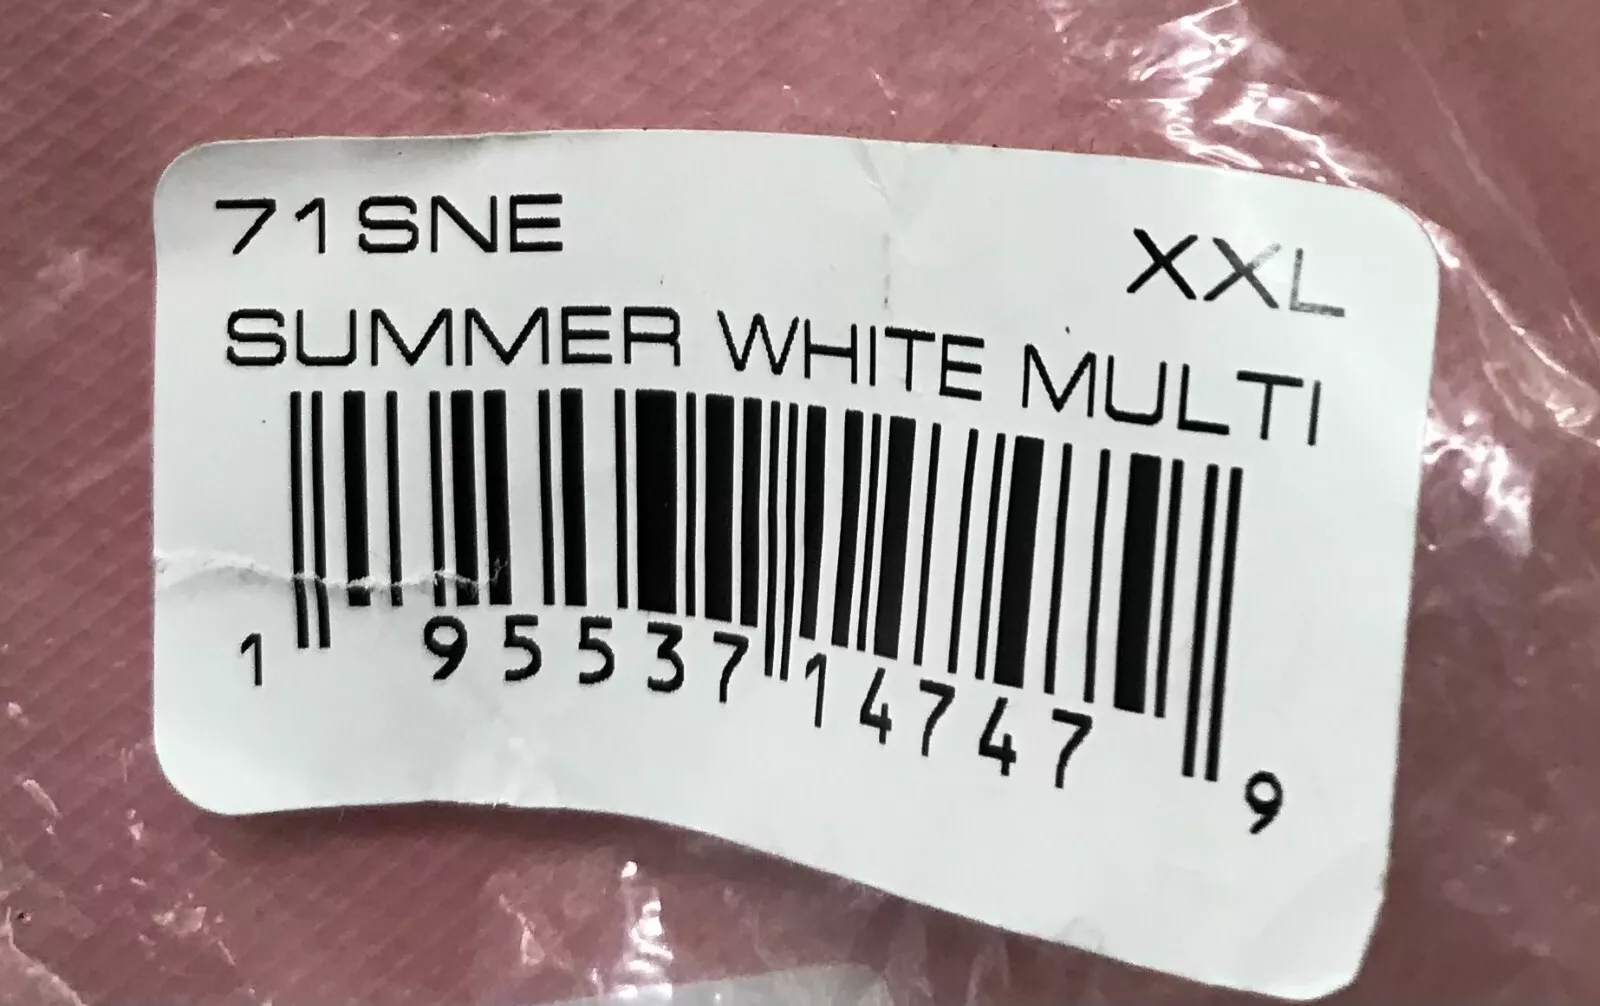 71SNE XXL
SUMMER WHITE MULTI
1 95537 14747 9